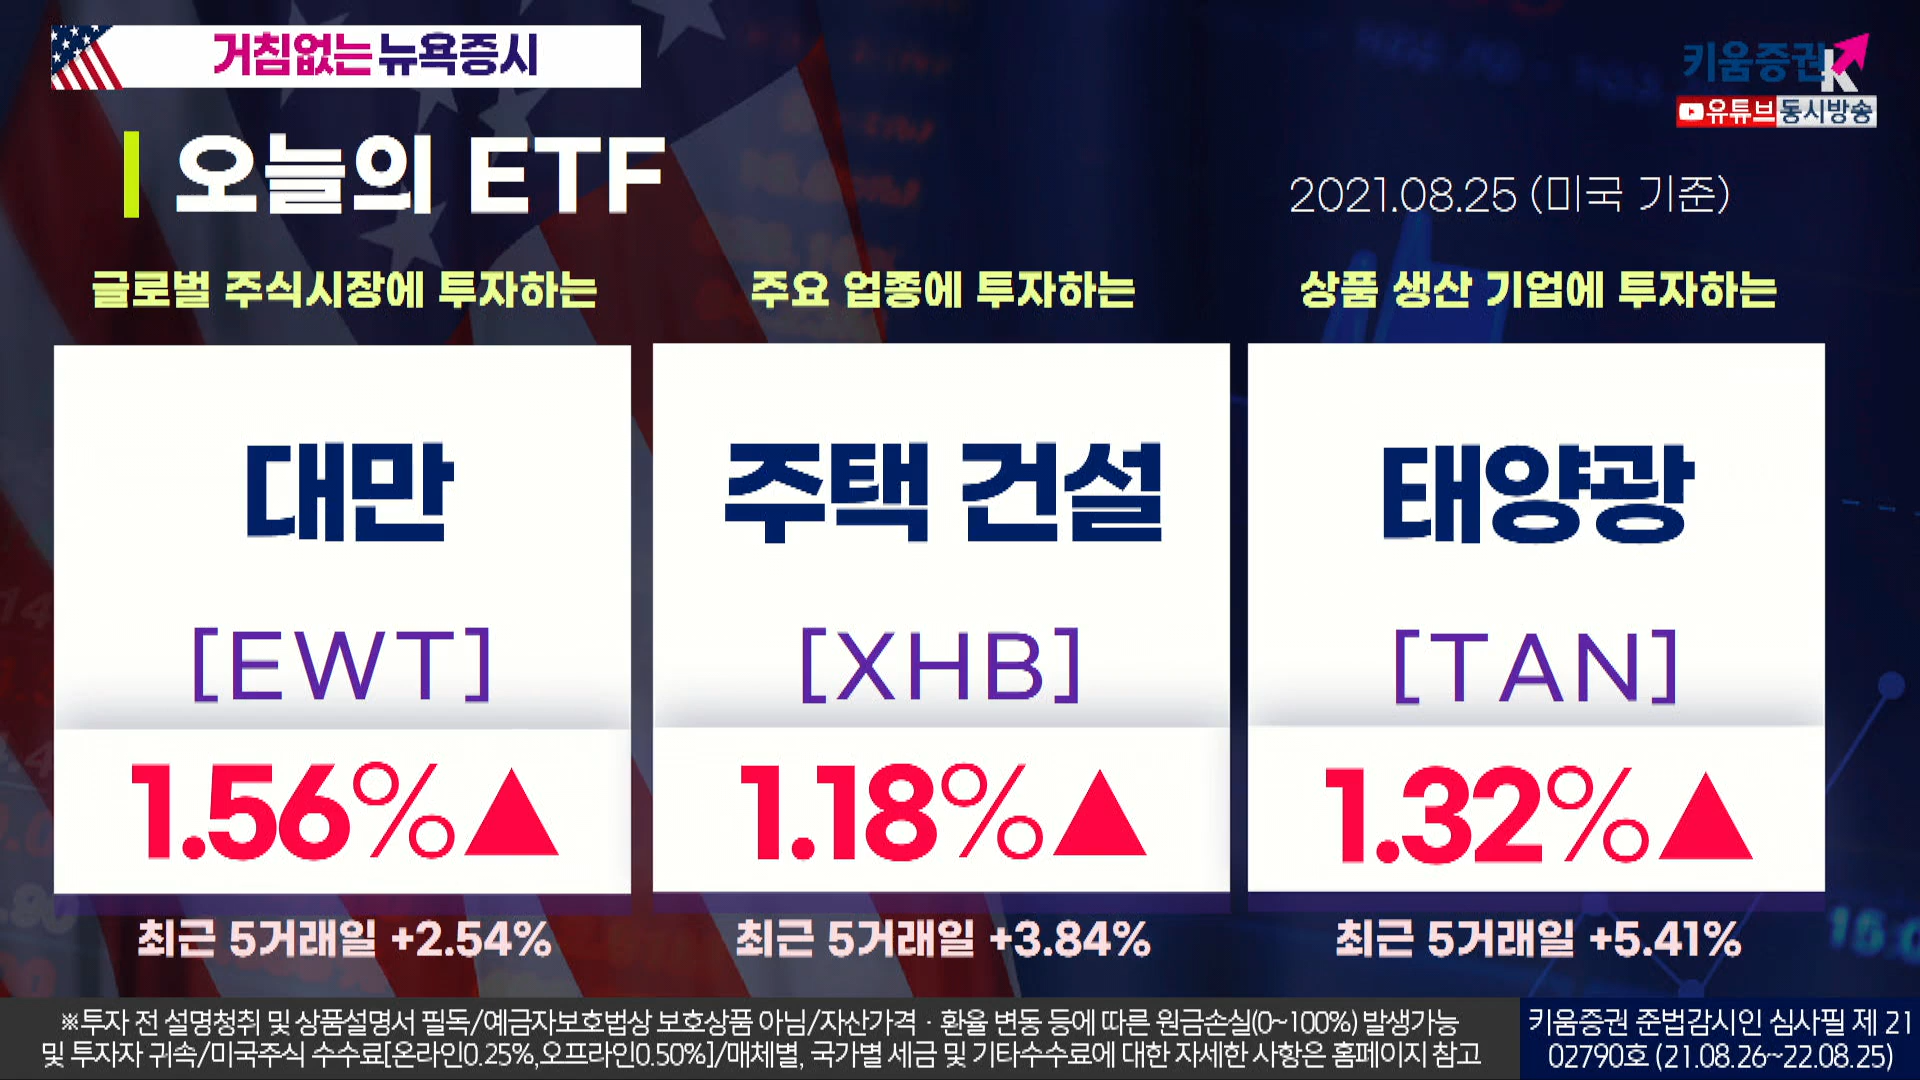 거침없는 뉴욕증시
키움증권
K
유튜브 동시방송
오늘의 ETF
2021.08.25 (미국 기준)
글로벌 주식시장에 투자하는
대만
[EWT]
1.56%▲
최근 5거래일 +2.54%
주요 업종에 투자하는
주택 건설
[XHB]
1.18%▲
최근 5거래일 +3.84%
상품 생산 기업에 투자하는
태양광
[TAN]
1.32%▲
최근 5거래일 +5.41%
※투자 전 설명청취 및 상품설명서 필독/예금자보호법상 보호상품 아님/자산가격 · 환율 변동 등에 따른 원금손실(0~100%) 발생가능
및 투자자 귀속/미국주식 수수료[온라인0.25%,오프라인0.50%]/매체별, 국가별 세금 및 기타수수료에 대한 자세한 사항은 홈페이지 참고
키움증권 준법감시인 심사필 제 21
02790호 (21.08.26~22.08.25)